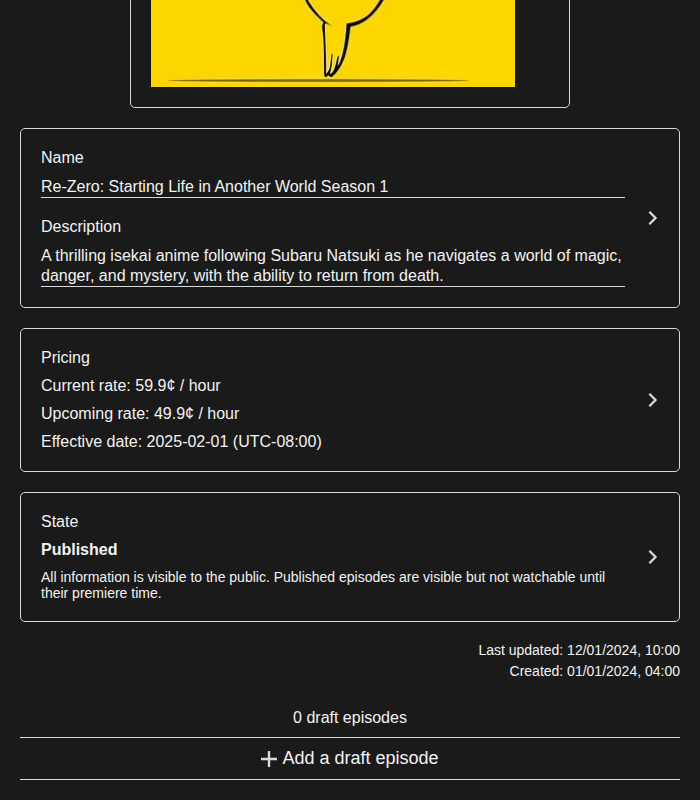 Name
Re-Zero: Starting Life in Another World Season 1
Description
A thrilling isekai anime following Subaru Natsuki as he navigates a world of magic,
danger, and mystery, with the ability to return from death.
Pricing
Current rate: 59.9¢ / hour
Upcoming rate: 49.9¢ / hour
Effective date: 2025-02-01 (UTC-08:00)
State
Published
All information is visible to the public. Published episodes are visible but not watchable until
their premiere time.
Last updated: 12/01/2024, 10:00
Created: 01/01/2024, 04:00
0 draft episodes
Add a draft episode